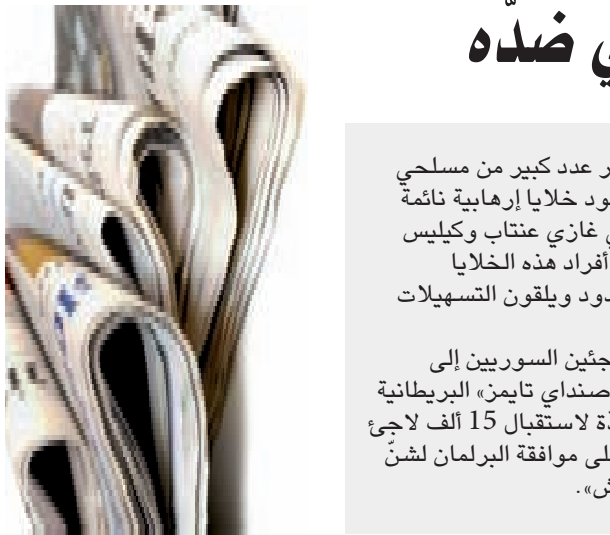 ي ضدّه
ر عدد كبير من مسلحي
ود خلايا إرهابية نائمة
ي غازي عنتاب وكيليس
أفراد هذه الخلايا
دود ويلقون التسهيلات
جئين السوريين إلى
صنداي تايمز» البريطانية
ذة لاستقبال 15 ألف لاجئ
لى موافقة البرلمان لشنّ
ش».